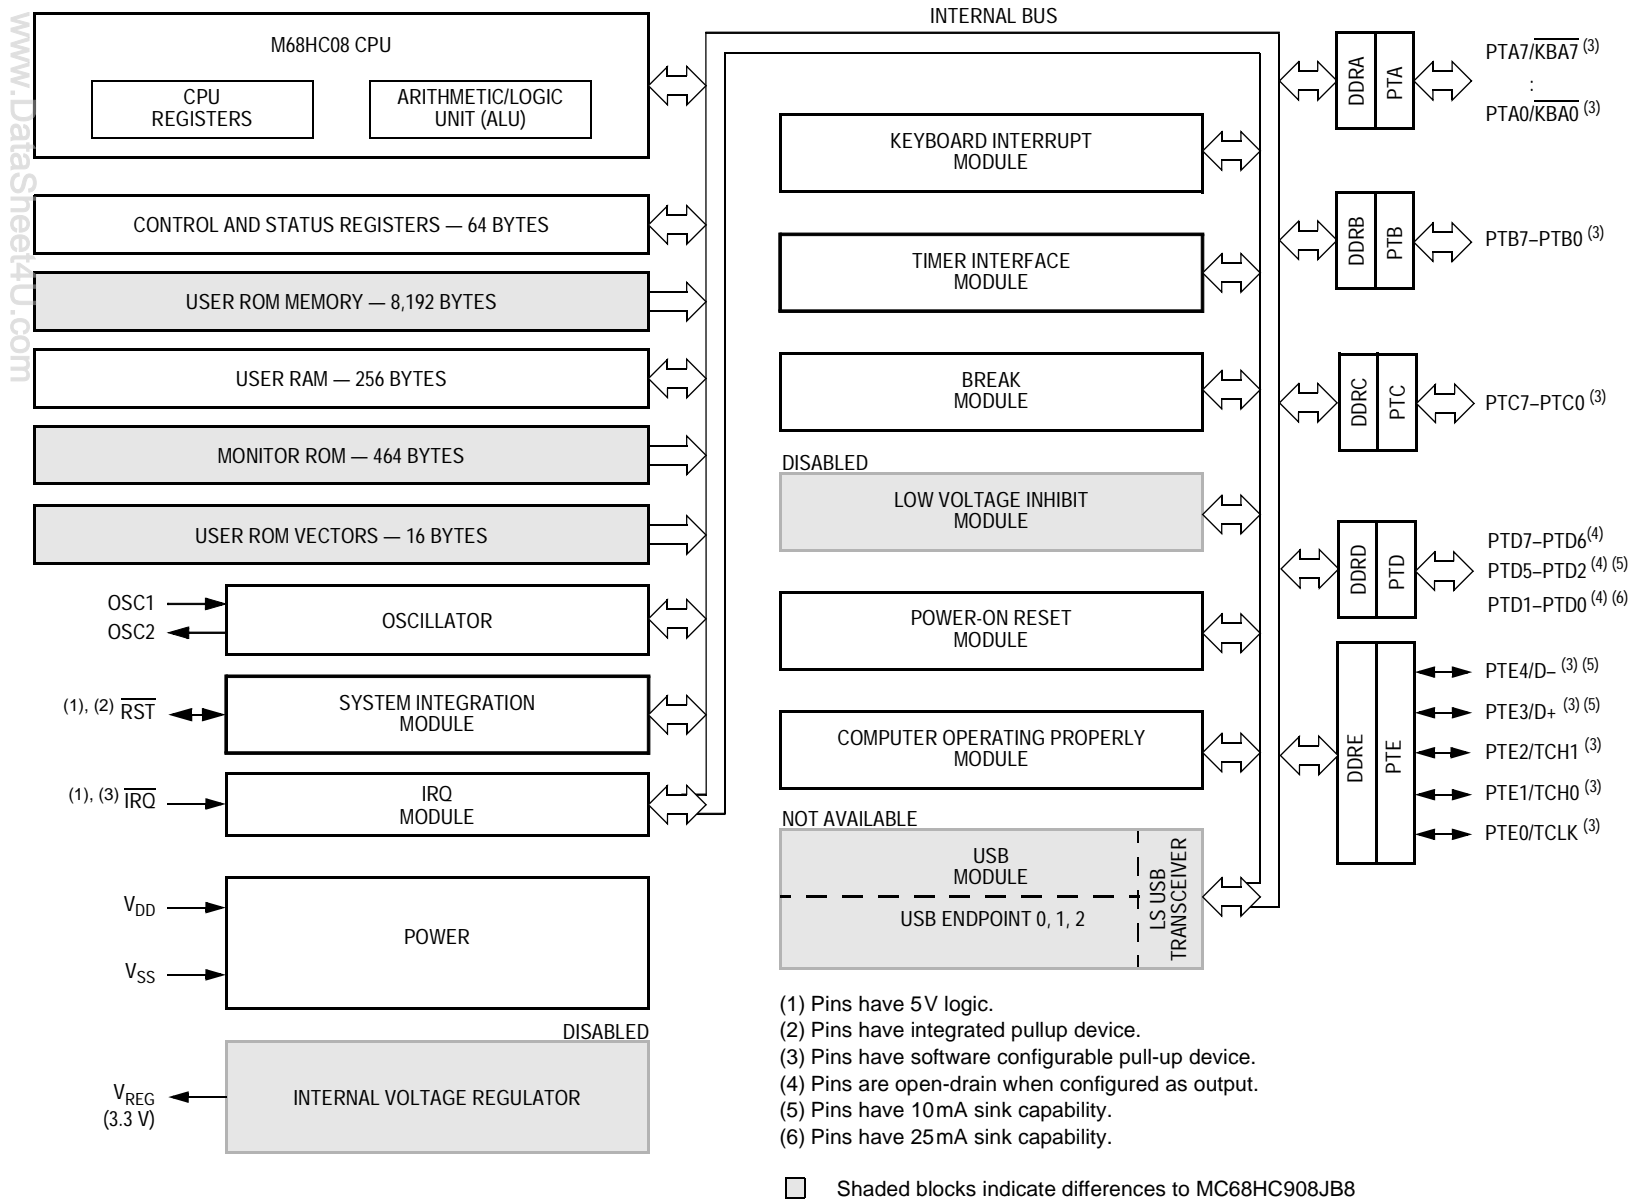 www.DataSheet4U.com
INTERNAL BUS
M68HC08 CPU
CPU
REGISTERS
ARITHMETIC/LOGIC
UNIT (ALU)
CONTROL AND STATUS REGISTERS — 64 BYTES
USER ROM MEMORY — 8,192 BYTES
USER RAM — 256 BYTES
MONITOR ROM — 464 BYTES
USER ROM VECTORS — 16 BYTES
OSC1
OSC2
OSCILLATOR
(1), (2) RST
SYSTEM INTEGRATION
MODULE
(1), (3) IRQ
IRQ
MODULE
VDD
VSS
POWER
DISABLED
VREG
(3.3 V)
INTERNAL VOLTAGE REGULATOR
KEYBOARD INTERRUPT
MODULE
TIMER INTERFACE
MODULE
BREAK
MODULE
DISABLED
LOW VOLTAGE INHIBIT
MODULE
POWER-ON RESET
MODULE
COMPUTER OPERATING PROPERLY
MODULE
NOT AVAILABLE
USB
MODULE
USB ENDPOINT 0, 1, 2
LS USB
TRANSCEIVER
DDRA
PTA
PTA7/KBA7 (3)
:
PTA0/KBA0 (3)
DDRB
PTB
PTB7–PTB0 (3)
DDRC
PTC
PTC7–PTC0 (3)
DDRD
PTD
PTD7–PTD6(4)
PTD5–PTD2 (4) (5)
PTD1–PTD0 (4) (6)
DDRE
PTE
PTE4/D– (3) (5)
PTE3/D+ (3) (5)
PTE2/TCH1 (3)
PTE1/TCH0 (3)
PTE0/TCLK (3)
(1) Pins have 5V logic.
(2) Pins have integrated pullup device.
(3) Pins have software configurable pull-up device.
(4) Pins are open-drain when configured as output.
(5) Pins have 10mA sink capability.
(6) Pins have 25mA sink capability.
Shaded blocks indicate differences to MC68HC908JB8